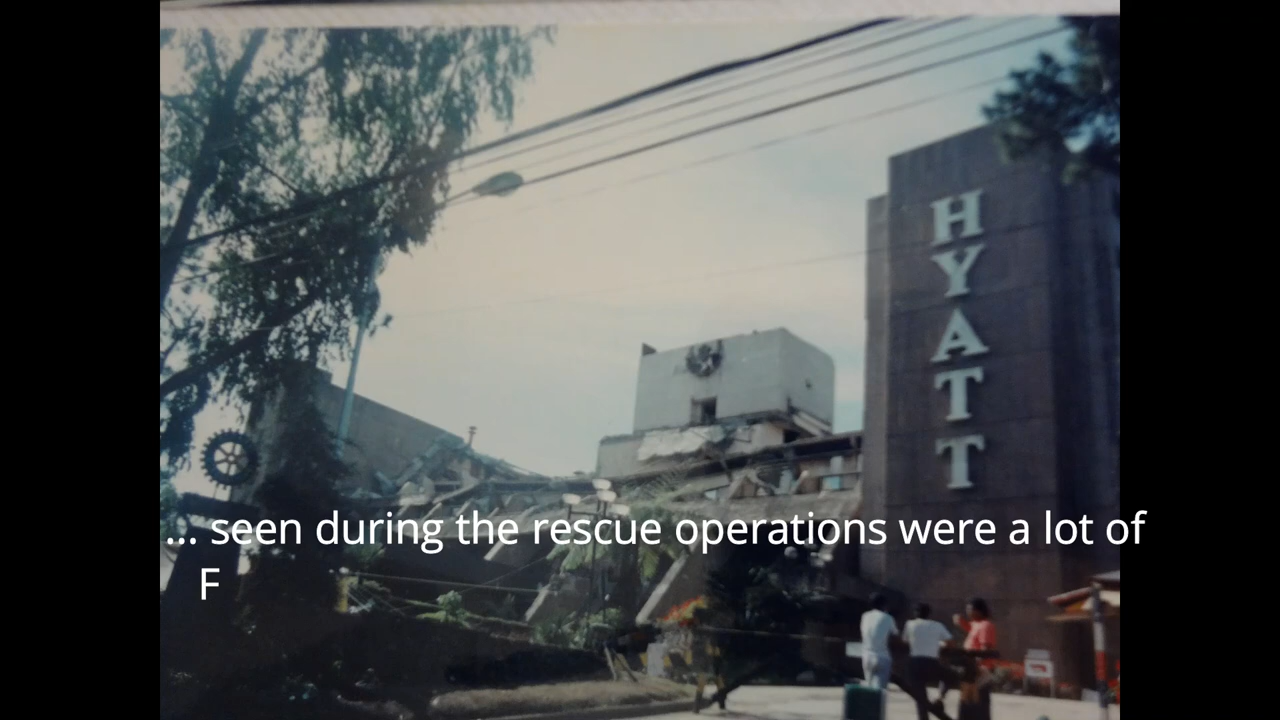 HYATT
... seen during the rescue operations were a lot of
F